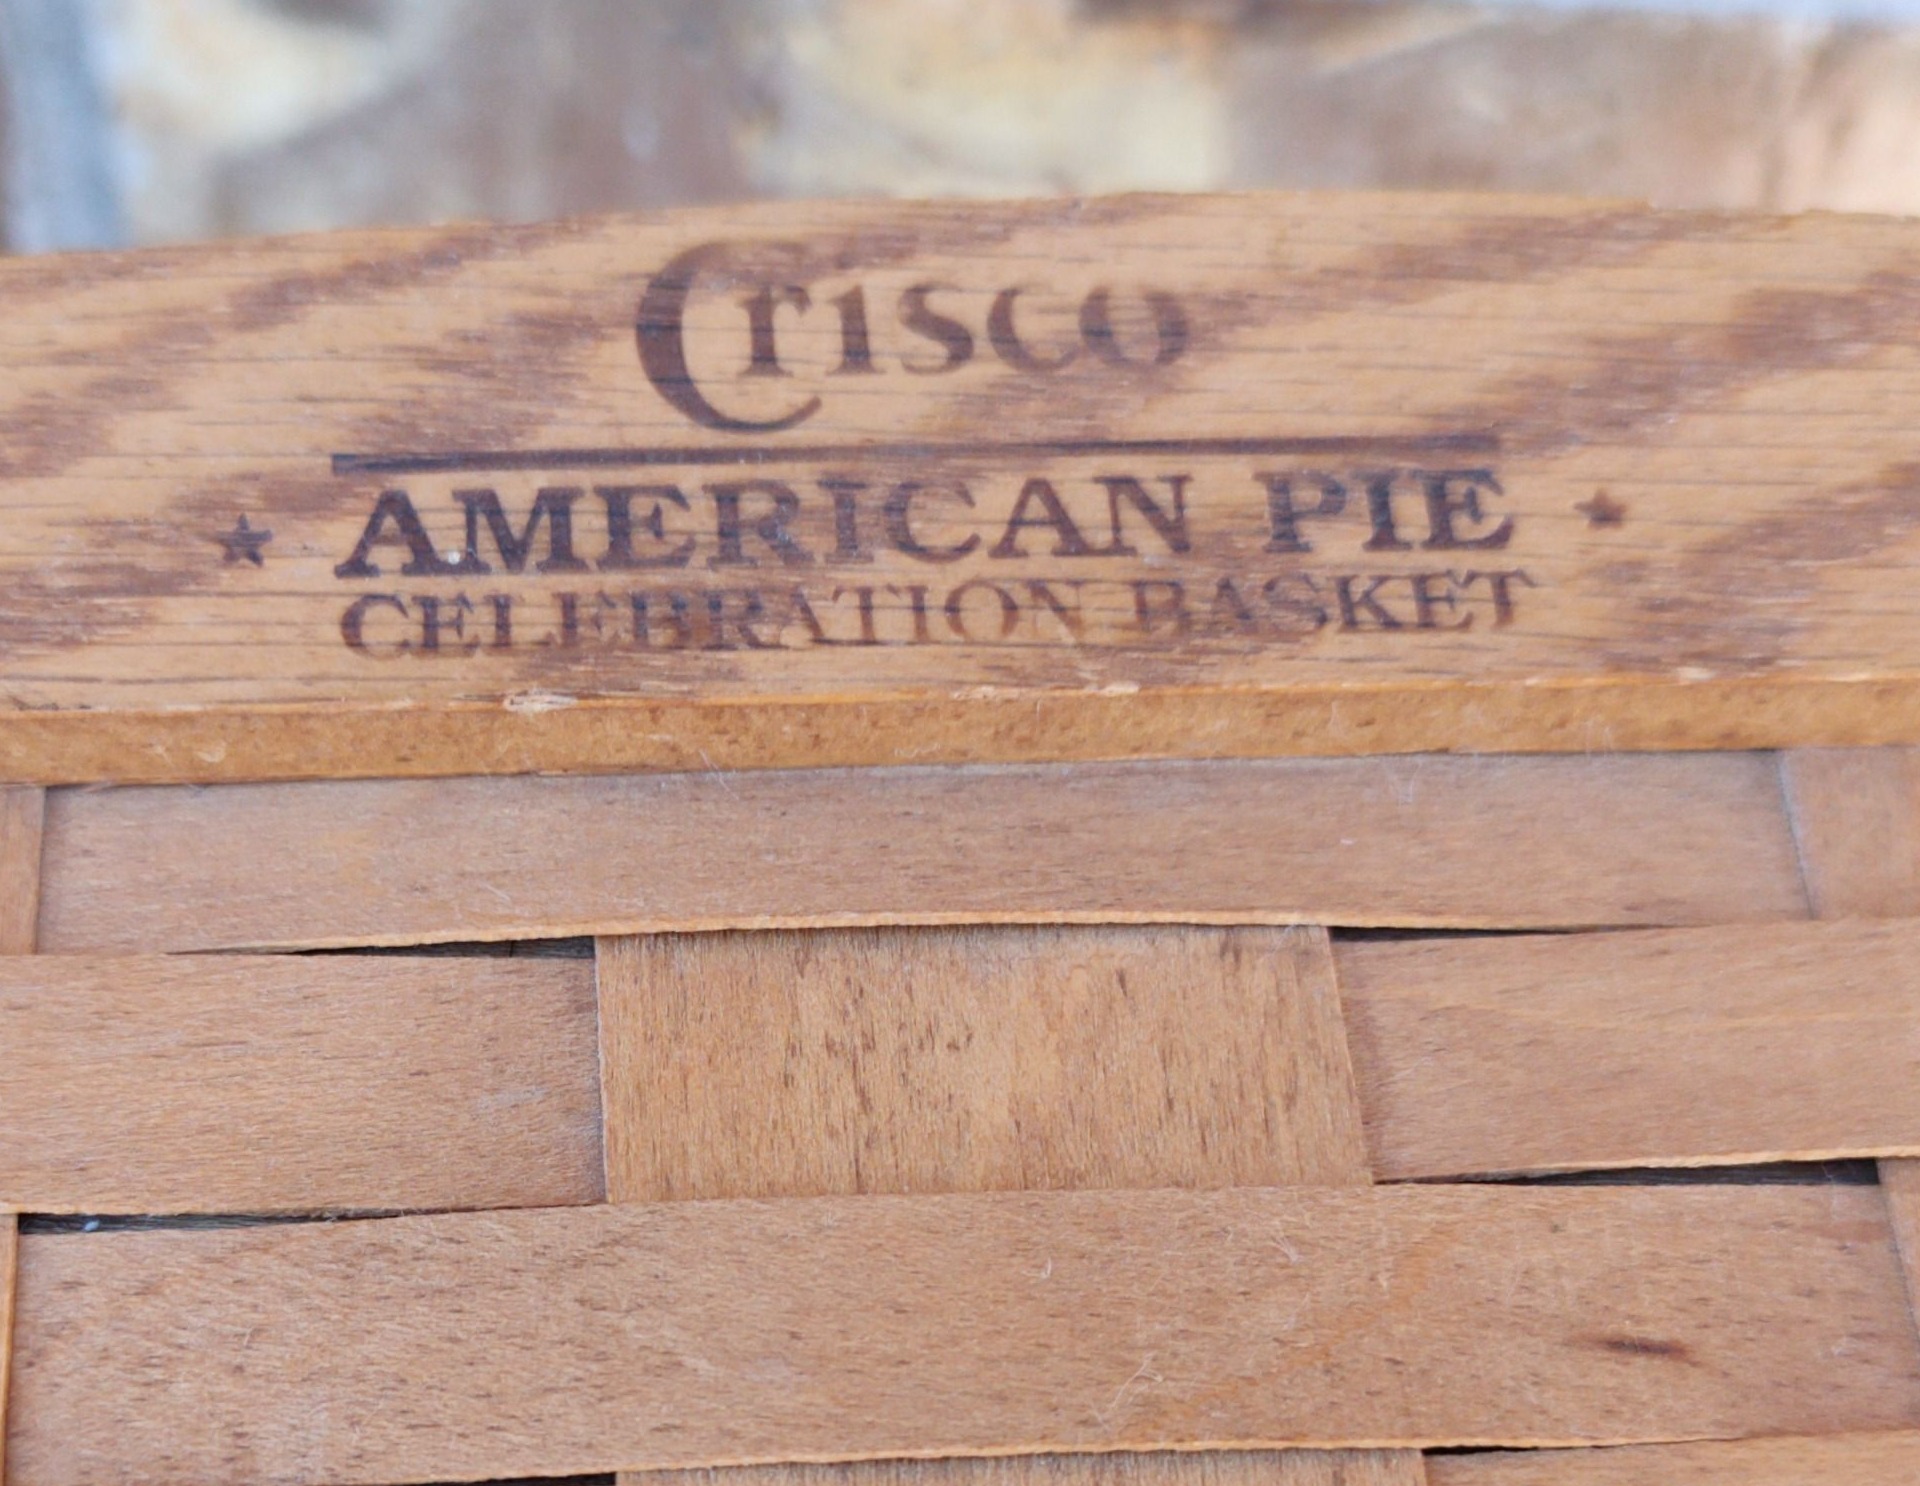 Crisco
★ AMERICAN PIE ★
CELEBRATION BASKET